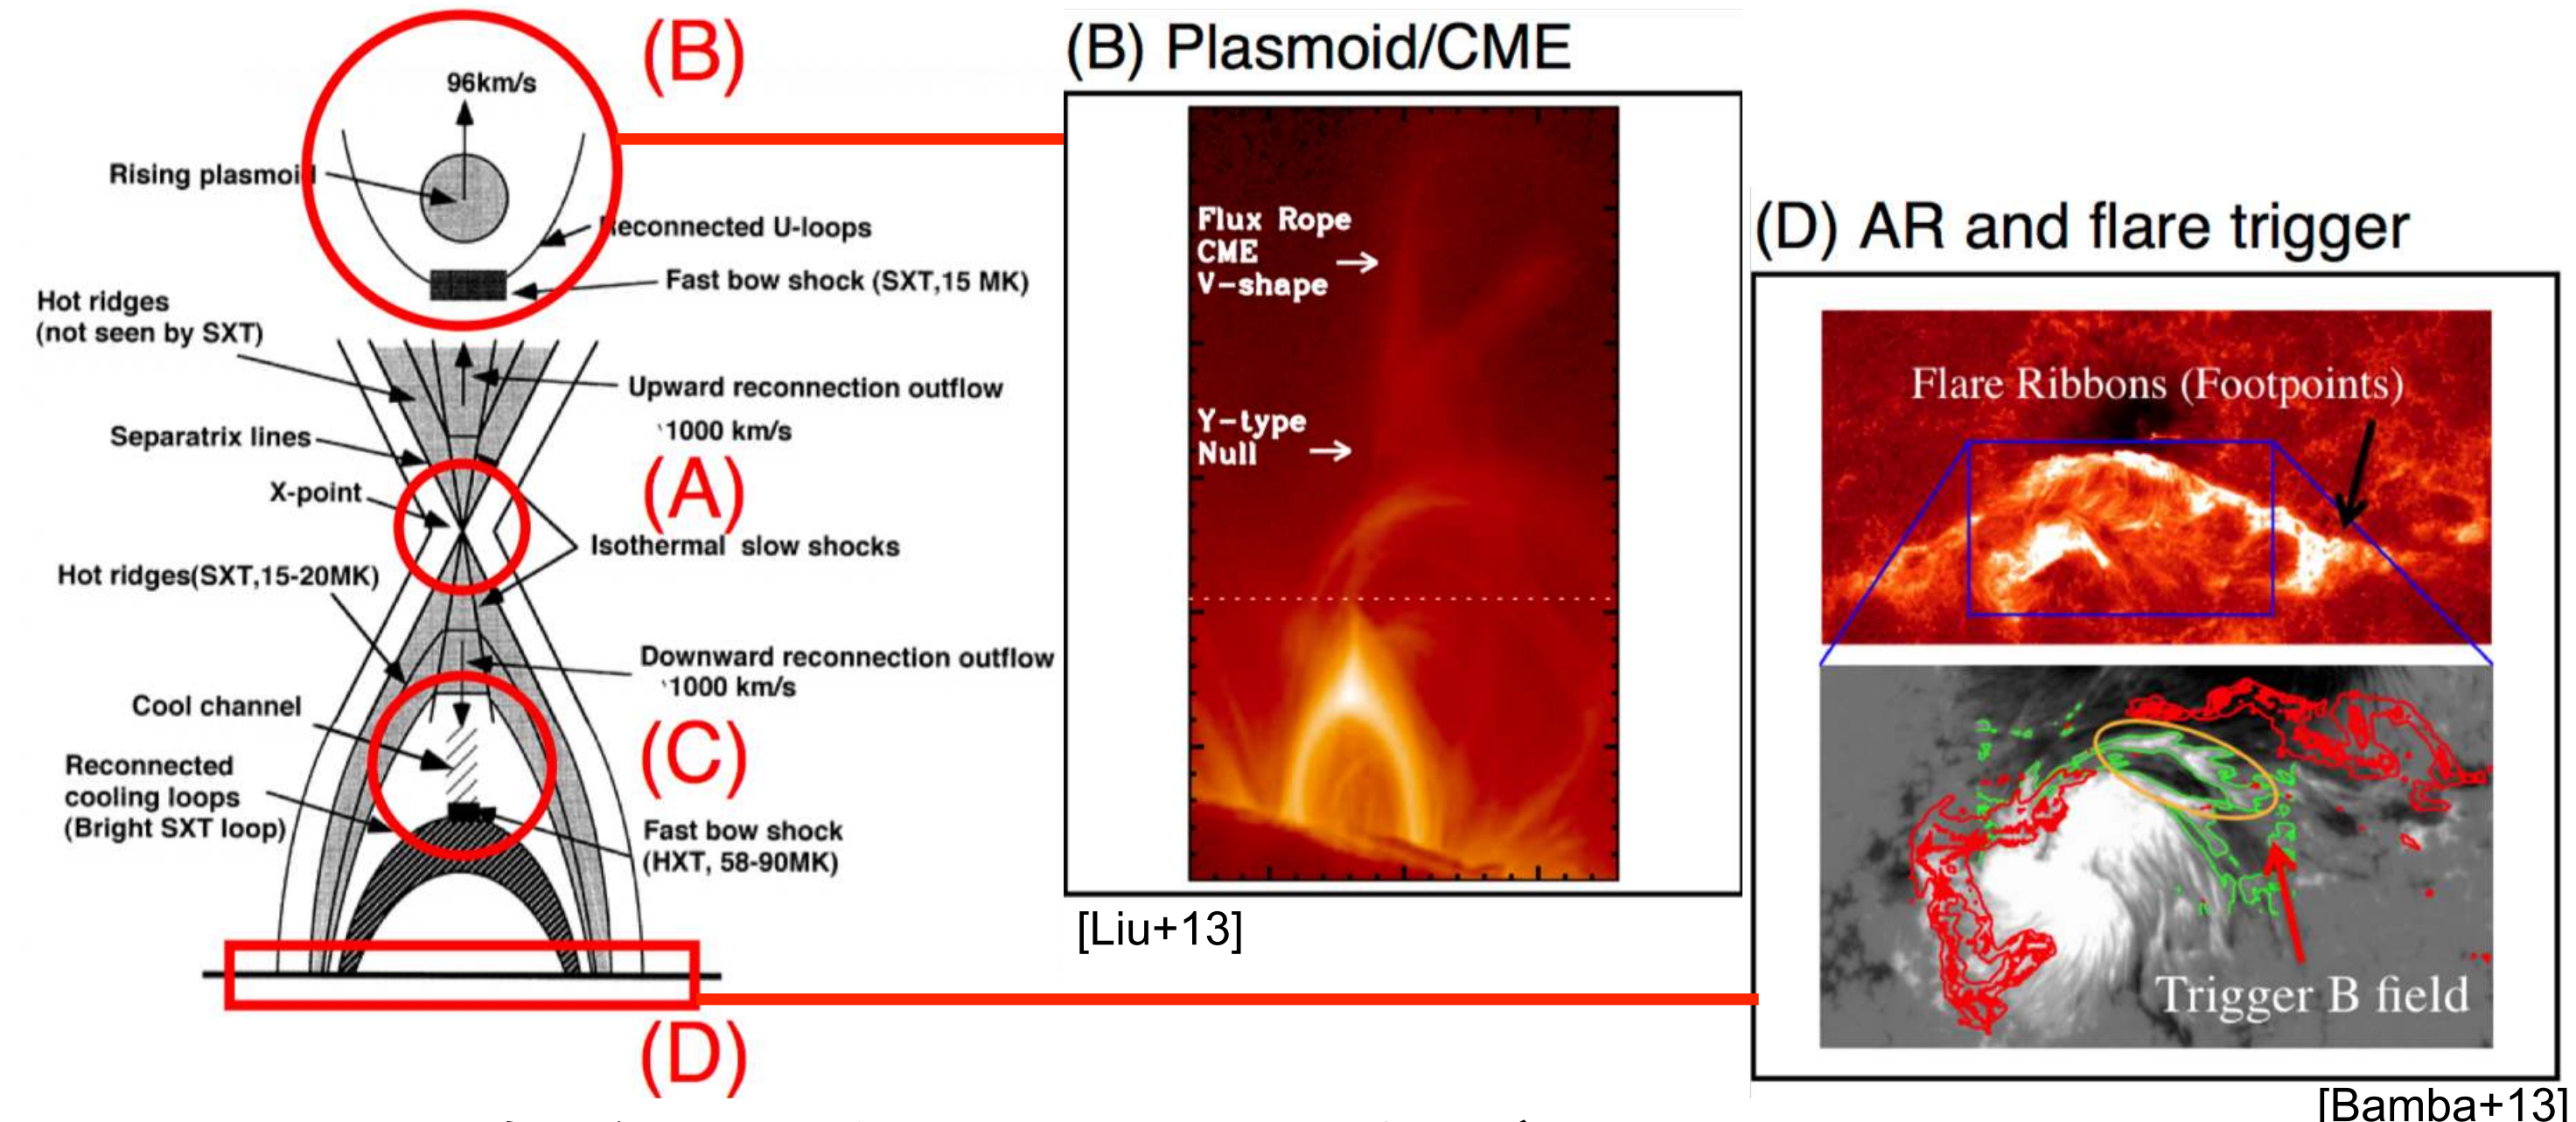 (B)
96km/s
Rising plasmoid
Reconnected U-loops
Fast bow shock (SXT,15 MK)
Hot ridges
(not seen by SXT)
Upward reconnection outflow
1000 km/s
Separatrix lines
(A)
X-point
Isothermal slow shocks
Hot ridges(SXT,15-20MK)
Downward reconnection outflow
1000 km/s
Cool channel
(C)
Reconnected
cooling loops
(Bright SXT loop)
Fast bow shock
(HXT, 58-90MK)
(D)
(B) Plasmoid/CME
Flux Rope
CME
V-shape
Y-type
Null
[Liu+13]
(D) AR and flare trigger
Flare Ribbons (Footpoints)
Trigger B field
[Bamba+13]